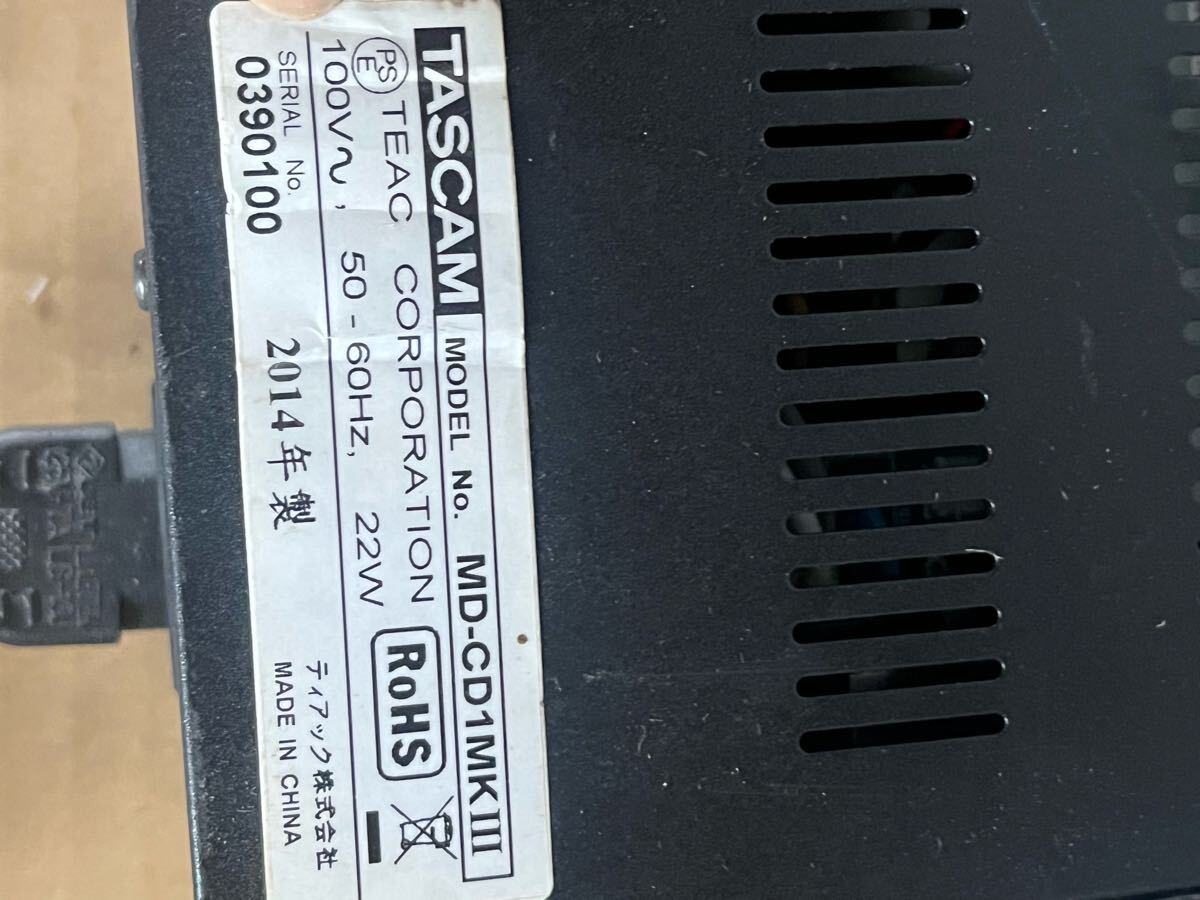 TASCAM MODEL No. MD-CD1MKIII
PSE TEAC CORPORATION RoHS
100V~, 50-60Hz, 22W
SERIAL No. ティアック株式会社
0390100 2014年製 MADE IN CHINA